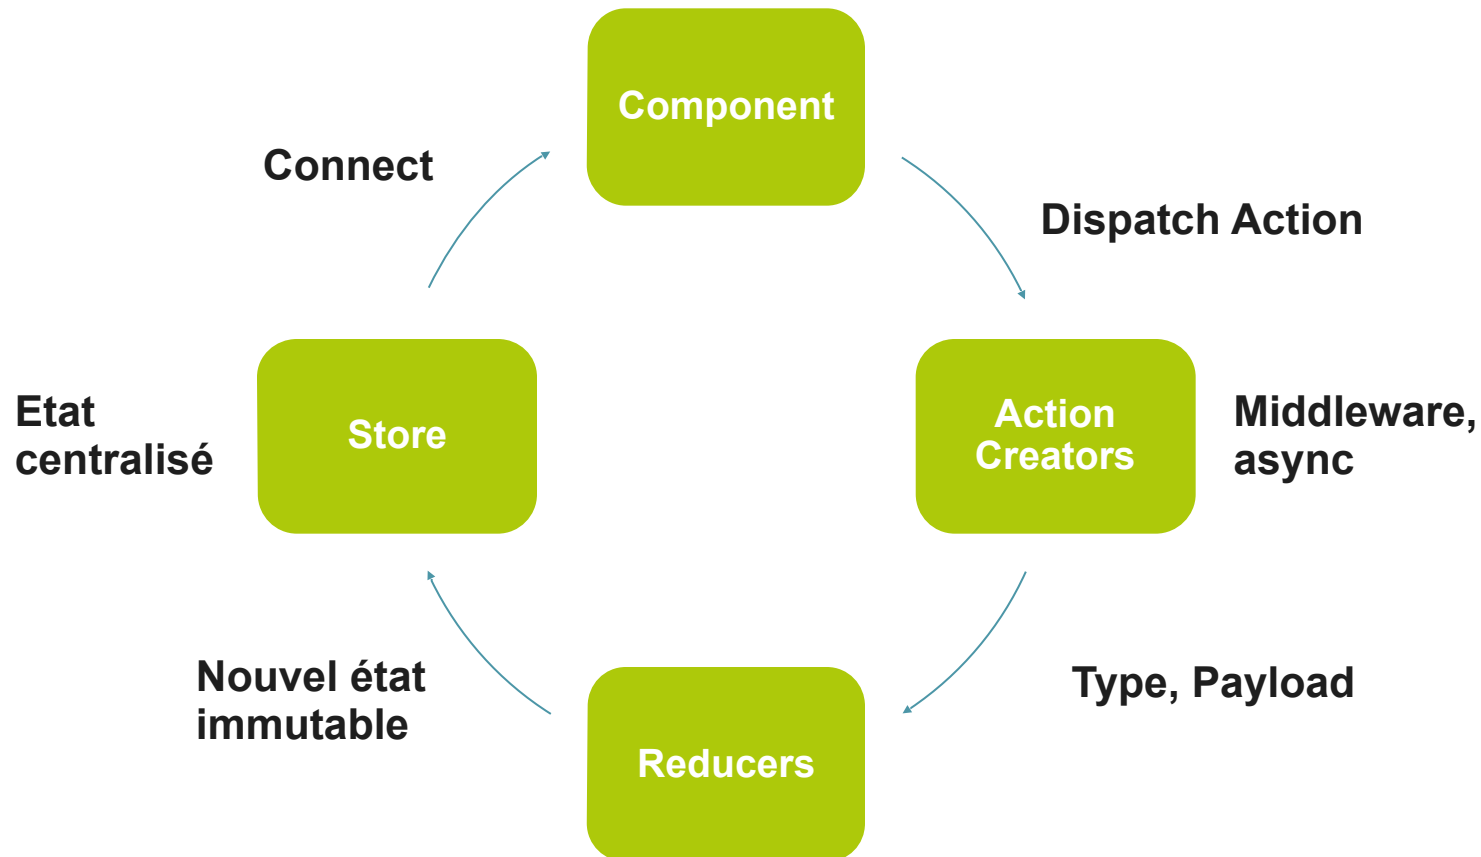 Component
Connect
Dispatch Action
Etat
centralisé
Store
Action
Creators
Middleware,
async
Nouvel état
immutable
Type, Payload
Reducers